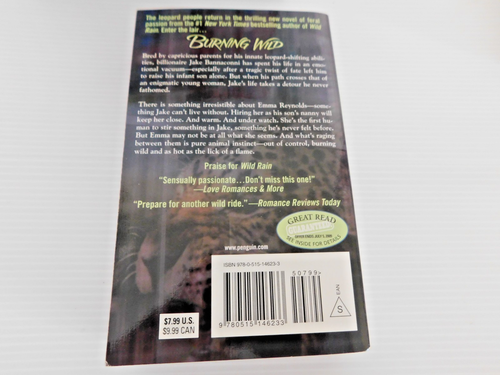 The leopard people return in the thrilling new novel of feral
passion from the #1 New York Times bestselling author of Wild
Rain. Enter the lair...
BURNING WILD
Bred by capricious parents for his innate leopard-shifting abili-
ties, billionaire Jake Bannaconni has spent his life in an emo-
tional vacuum—especially after a tragic twist of fate left him
to raise his infant son alone. But when his path crosses that of
an enigmatic young woman, Jake's life takes a detour he never
fathomed.
There is something irresistible about Emma Reynolds—some-
thing Jake can't live without. Hiring her as his son's nanny will
keep her close. And warm. And under watch. She's the first hu-
man to stir something in Jake, something he's never felt before.
But Emma may not be at all what she seems. And what's raging
between them is pure animal instinct—out of control, burning
wild and as hot as the lick of a flame.
Praise for Wild Rain
“Sensually passionate...Don't miss this one!”
—Love Romances & More
“Prepare for another wild ride.”—Romance Reviews Today
GREAT READ
GUARANTEED
SEE INSIDE FOR DETAILS
www.penguin.com
ISBN 978-0-515-14623-3
50799
EAN
S
9780515146233
$7.99 U.S.
$9.99 CAN